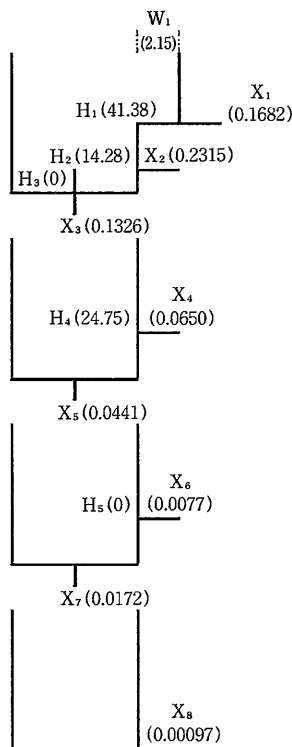 W₁
(2.15)
H₁(41.38)
X₁
(0.1682)
H₂(14.28)
X₂(0.2315)
H₃(0)
X₃(0.1326)
H₄(24.75)
X₄
(0.0650)
X₅(0.0441)
H₅(0)
X₆
(0.0077)
X₇(0.0172)
X₈
(0.00097)